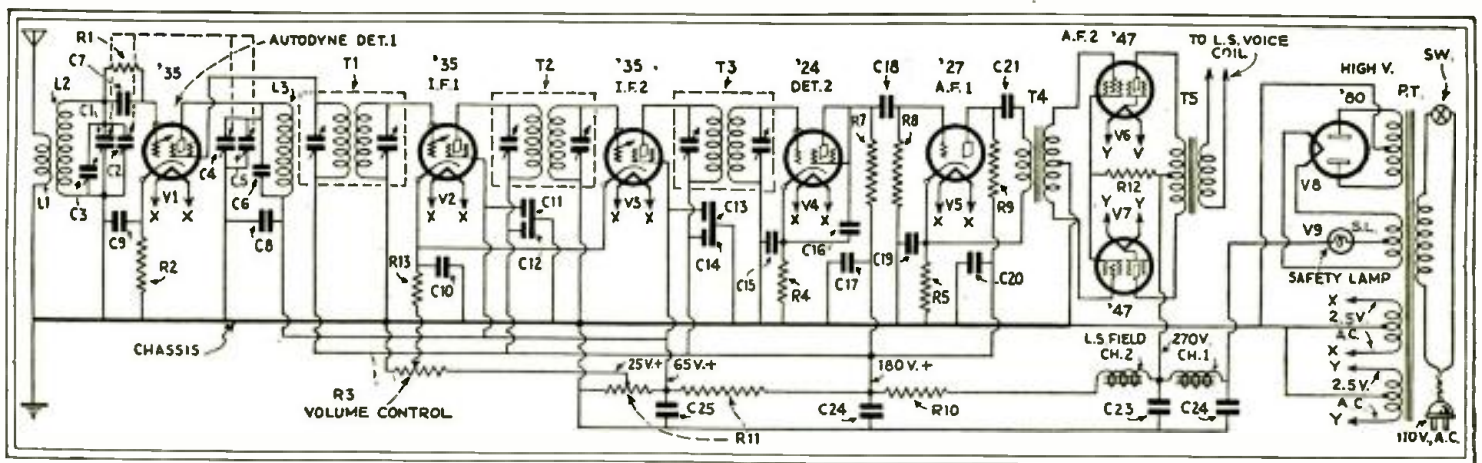 R1
C7
L2
C1
C2
C3
L1
C9
R2
'35
AUTODYNE DET.1
V1
X X
L3
C4
C5
C6
C8
T1
'35
I.F.1
V2
X X
R13
C10
T2
C11
C12
'35
I.F.2
V3
X X
T3
C13
C14
C15
'24
DET.2
V4
X X
R4
C16
C17
R7
C18
R8
C19
'27
A.F.1
V5
X X
R5
C21
R9
C20
T4
A.F.2 '47
V6
Y Y
R12
Y Y
V7
'47
T5
TO L.S. VOICE
COIL
HIGH V.
'80
V8
V9
S.L.
SAFETY LAMP
P.T.
SW.
X
2.5V.
A.C.
X
Y
2.5V.
A C
Y
110V., A.C.
CHASSIS
R3
VOLUME CONTROL
25V.+
65V.+
180V.+
C25
R11
C24
R10
L.S FIELD
CH.2
270V.
CH.1
C23
C24